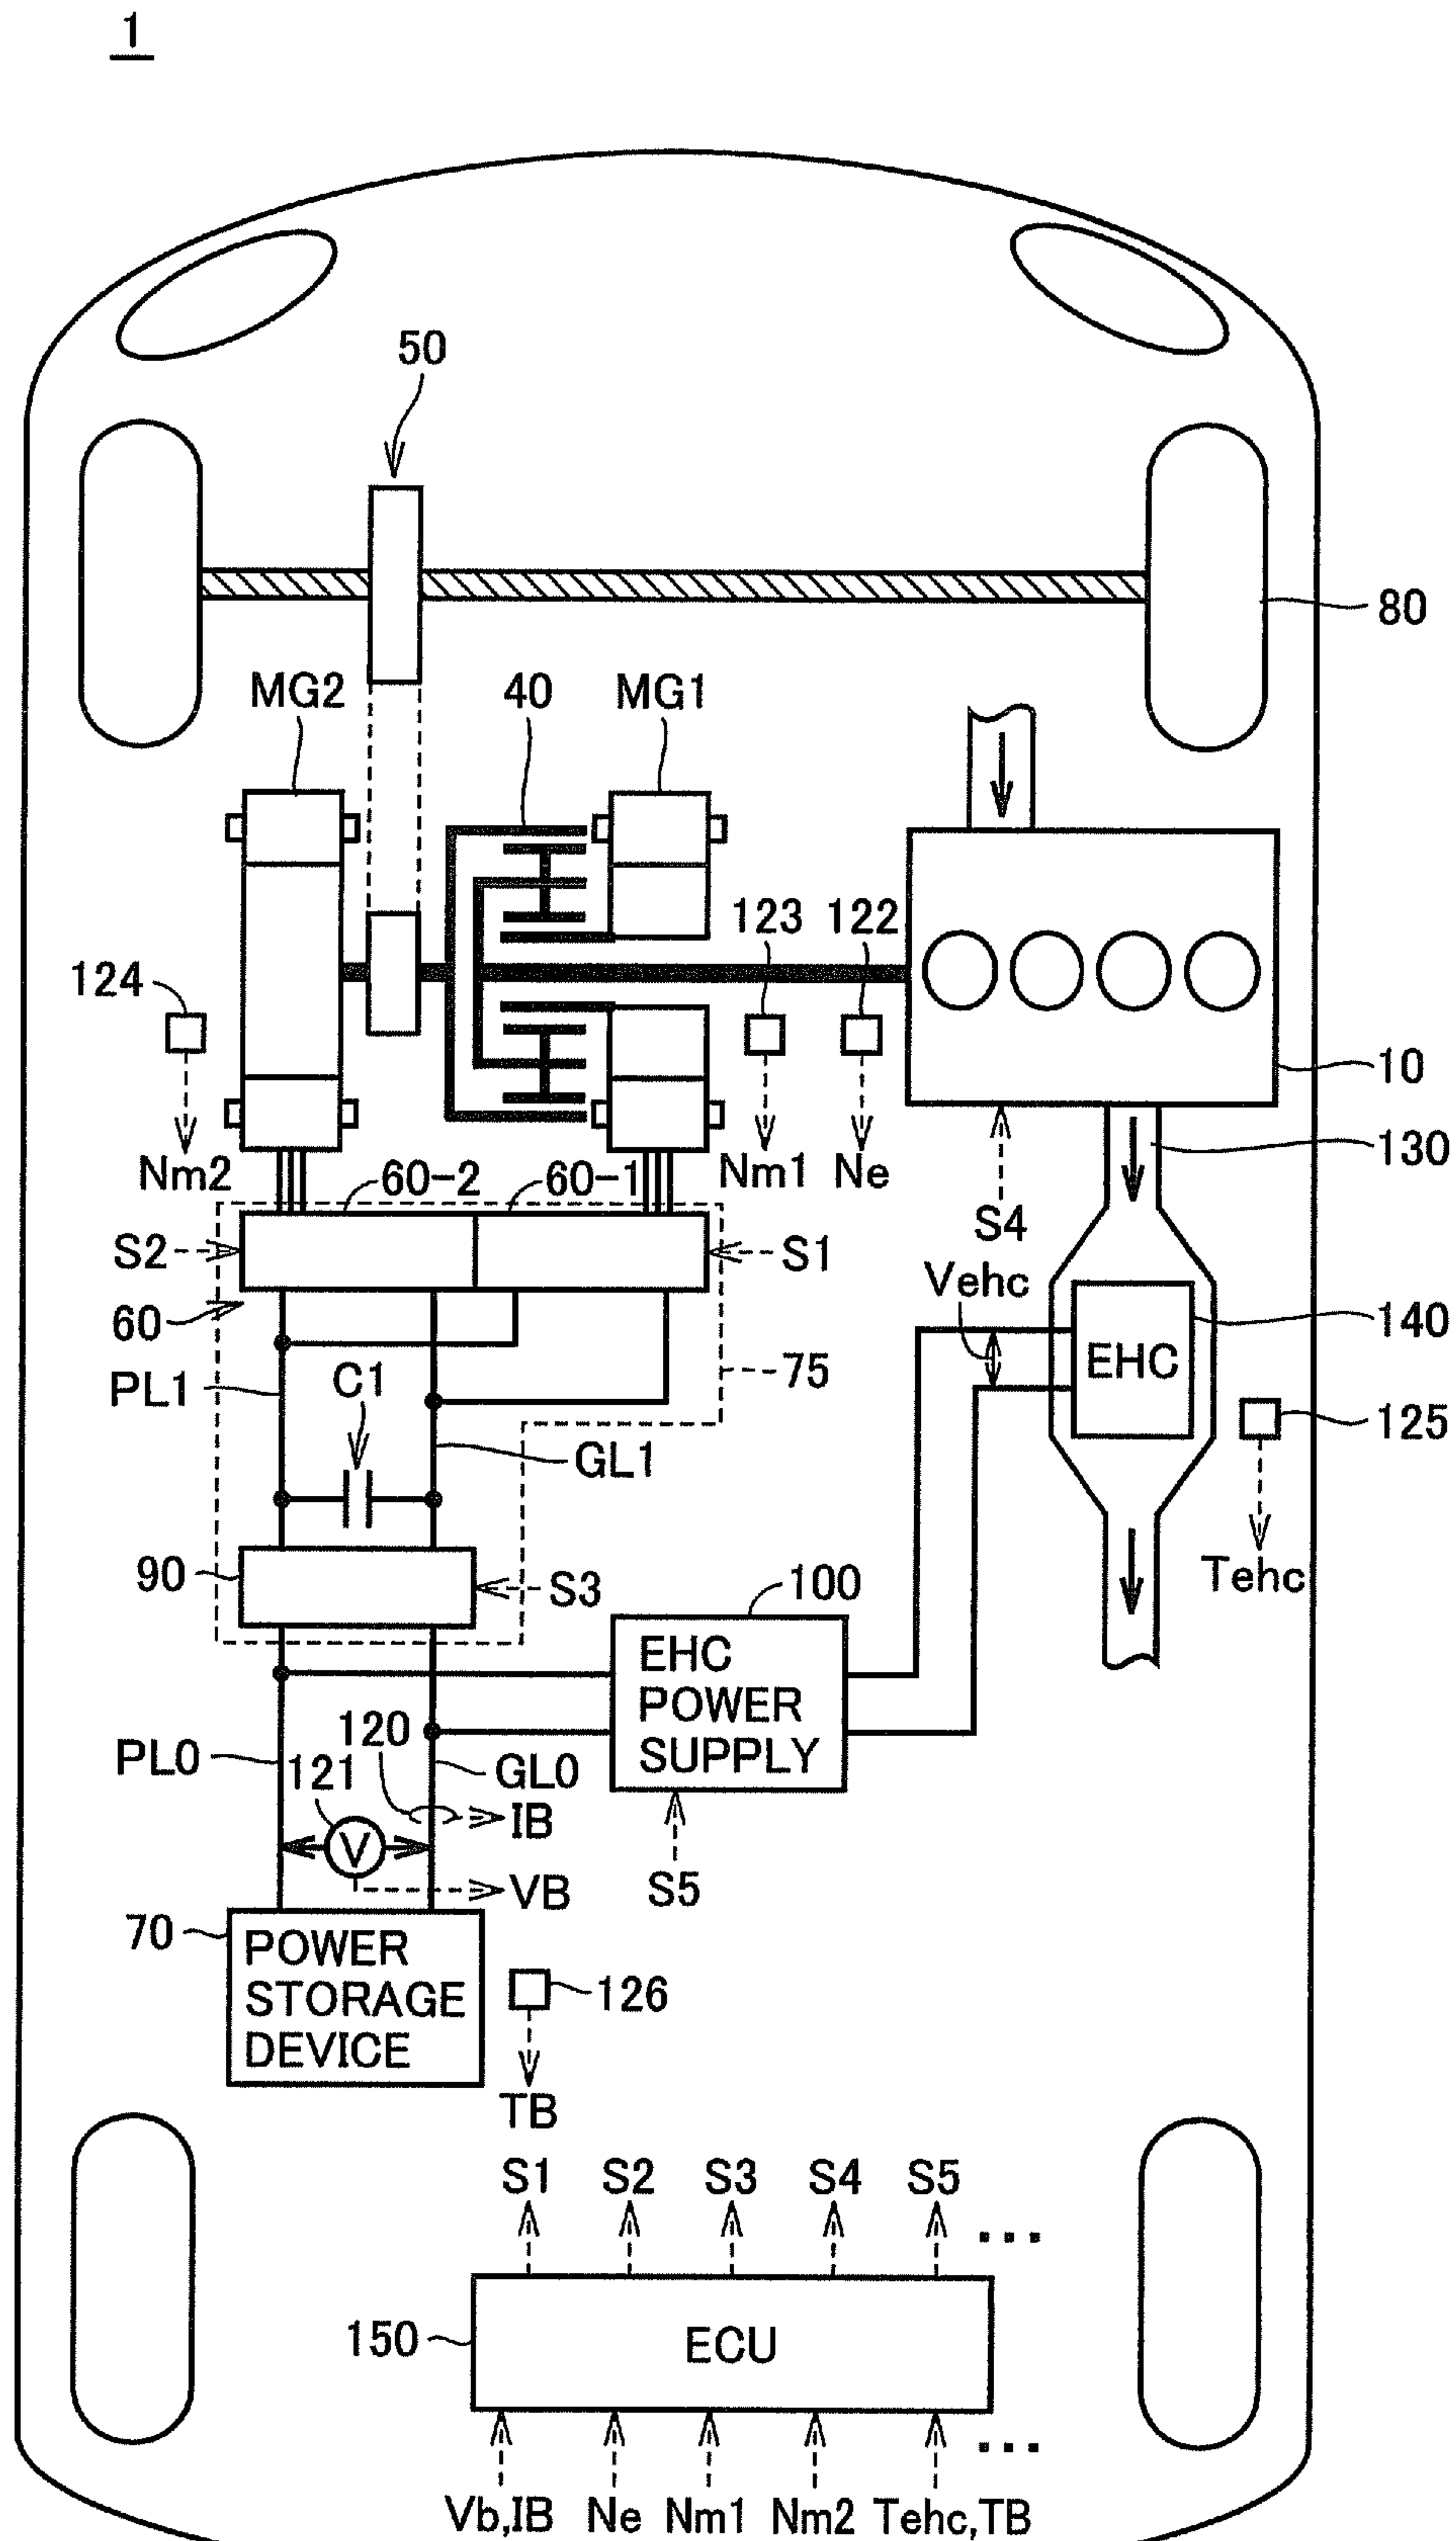 1
50
80
MG2
40
MG1
123
122
124
10
Nm2
60-2
60-1
Nm1
Ne
130
S2
S1
S4
Vehc
60
140
EHC
C1
75
PL1
125
GL1
90
S3
100
Tehc
EHC
POWER
SUPPLY
120
PL0
121
GL0
IB
V
VB
S5
70
POWER
STORAGE
DEVICE
126
TB
S1 S2 S3 S4 S5 ...
150
ECU
...
Vb,IB Ne Nm1 Nm2 Tehc,TB